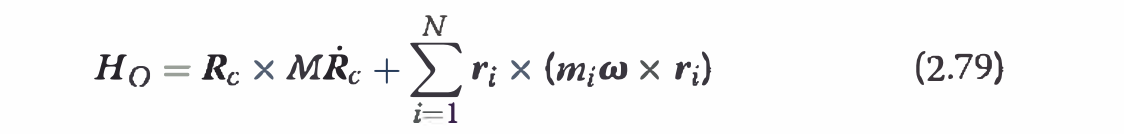 H_O = R_c × MṘ_c + ∑_{i=1}^{N} r_i × (m_i ω × r_i) (2.79)